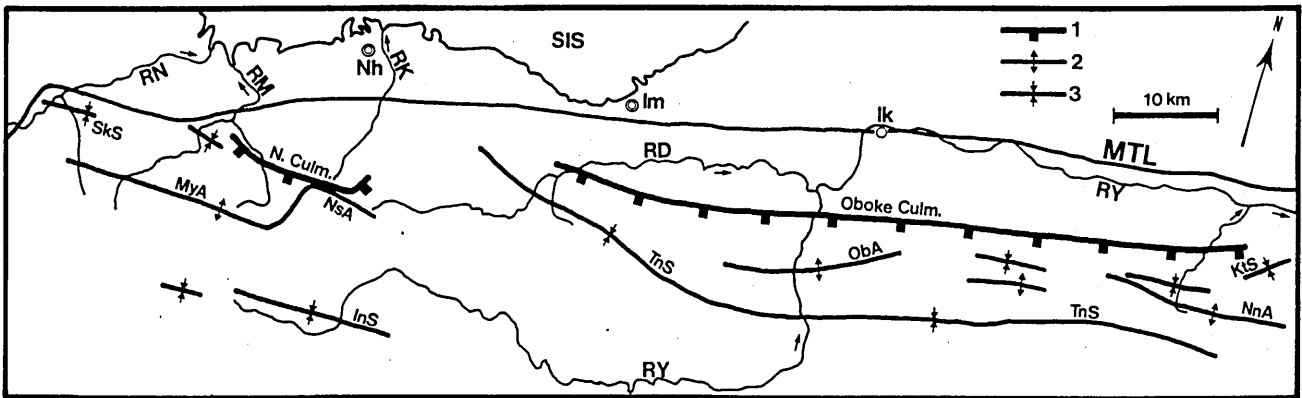 SIS
1
N
RN
RM
Nh
RK
2
Im
3
10 km
SkS
Ik
MTL
N. Culm.
RD
RY
MyA
NsA
Oboke Culm.
ObA
KtS
TnS
InS
TnS
NnA
RY